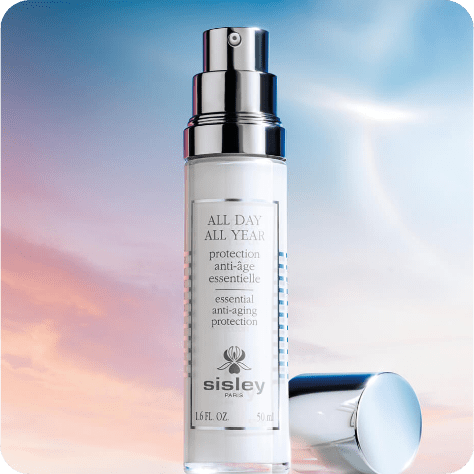 ALL DAY
ALL YEAR
protection
anti-âge
essentielle
essential
anti-aging
protection
sisley
PARIS
1.6 FL. OZ. 50 ml